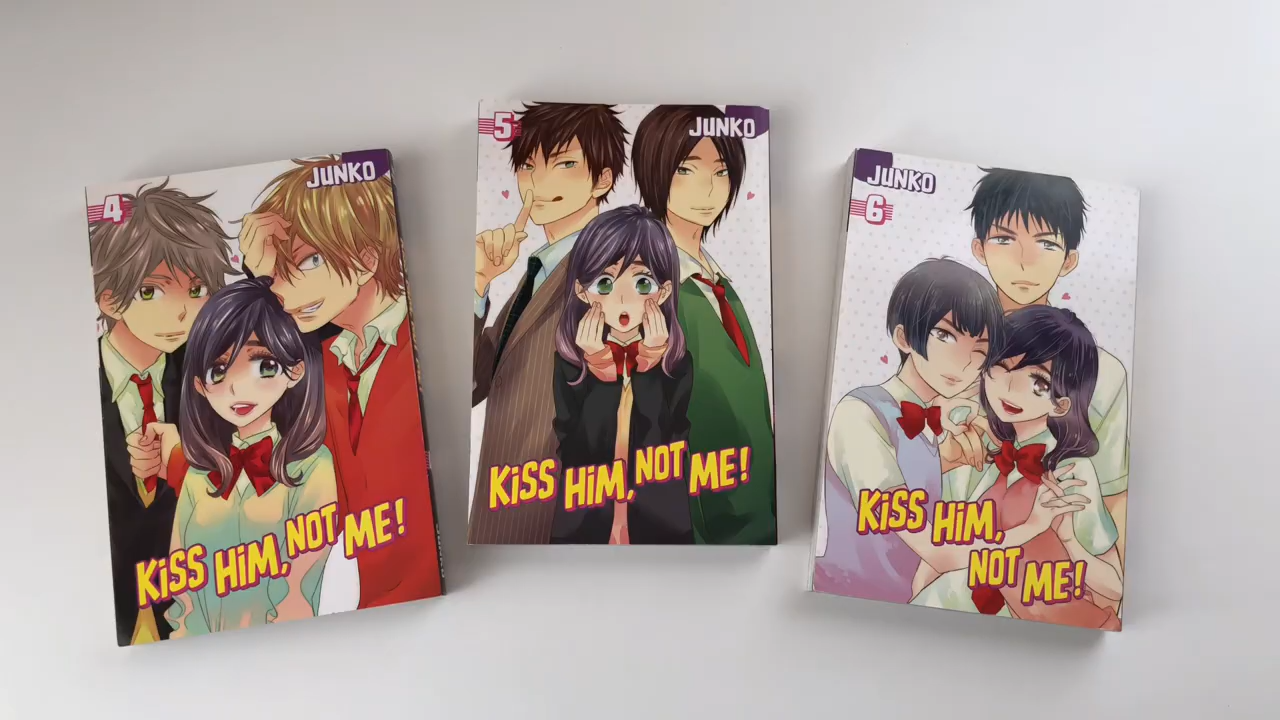 4
JUNKO
KiSS HiM, NOT ME!
5
JUNKO
KiSS HiM, NOT ME!
JUNKO
6
KiSS HiM,
NOT ME!